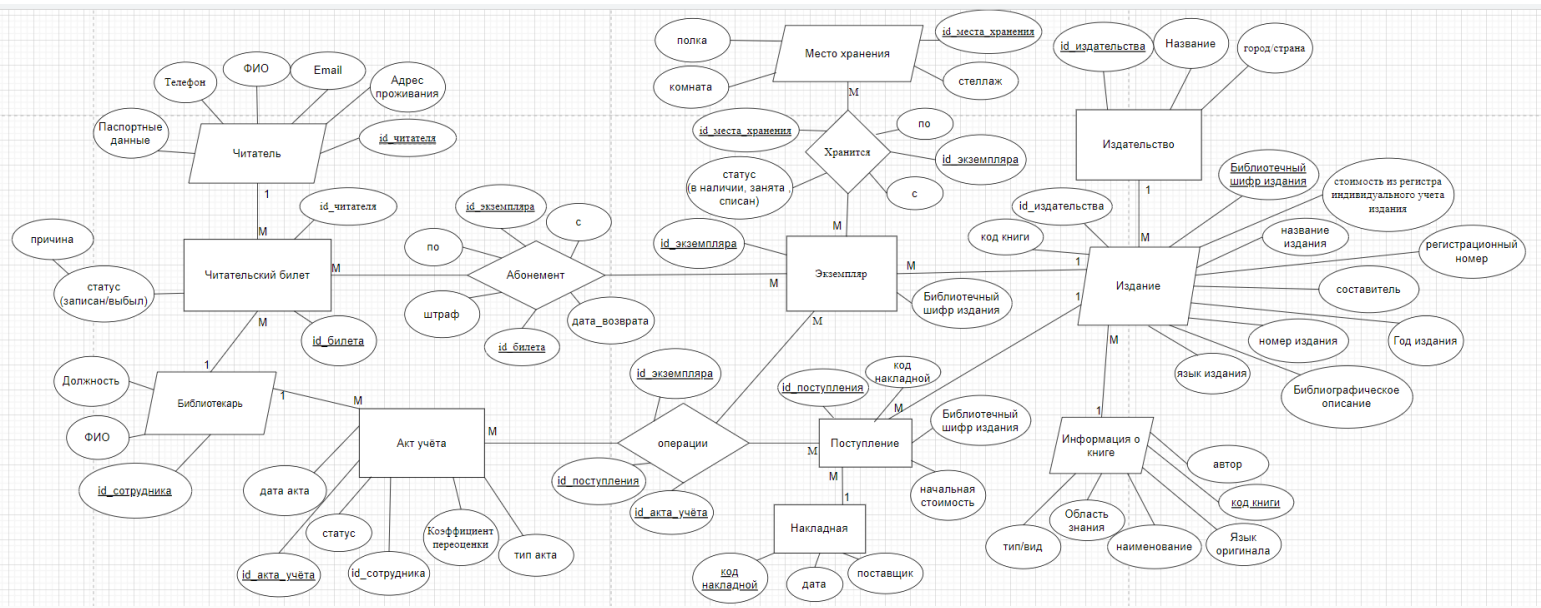 полка
Место хранения
id_места_хранения
комната
стеллаж
М
id_издательства
Название
город/страна
Издательство
1
М
Телефон
ФИО
Email
Адрес
проживания
Паспортные
данные
id_читателя
Читатель
1
М
id_места_хранения
по
Хранится
id_экземпляра
статус
(в наличии, занята ,
списан)
с
М
Библиотечный
шифр издания
стоимость из регистра
индивидуального учета
издания
id_издательства
код книги
название
издания
регистрационный
номер
причина
id_читателя
Читательский билет
статус
(записан/выбыл)
id_билета
М
М
id_экземпляра
с
по
Абонемент
штраф
дата_возврата
id_билета
М
id_экземпляра
Экземпляр
М
Библиотечный
шифр издания
М
1
1
Издание
составитель
номер издания
Год издания
язык издания
Библиографическое
описание
М
1
1
Должность
Библиотекарь
ФИО
id_сотрудника
1
М
Акт учёта
М
дата акта
статус
id_акта_учёта
id_сотрудника
Коэффициент
переоценки
тип акта
id_экземпляра
операции
id_поступления
id_акта_учёта
М
id_поступления
код
накладной
М
Библиотечный
шифр издания
Поступление
начальная
стоимость
М
1
Накладная
код
накладной
дата
поставщик
Информация о
книге
автор
код книги
Язык
оригинала
наименование
Область
знания
тип/вид